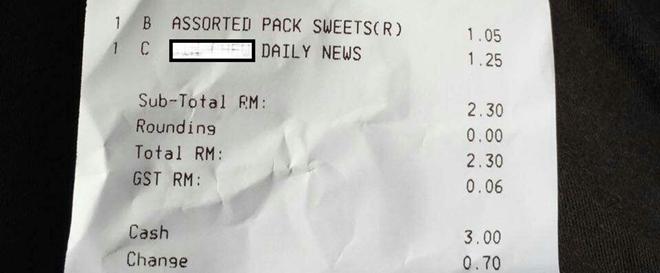 1 B ASSORTED PACK SWEETS(R) 1.05
1 C DAILY NEWS 1.25
Sub-Total RM: 2.30
Rounding 0.00
Total RM: 2.30
GST RM: 0.06
Cash 3.00
Change 0.70